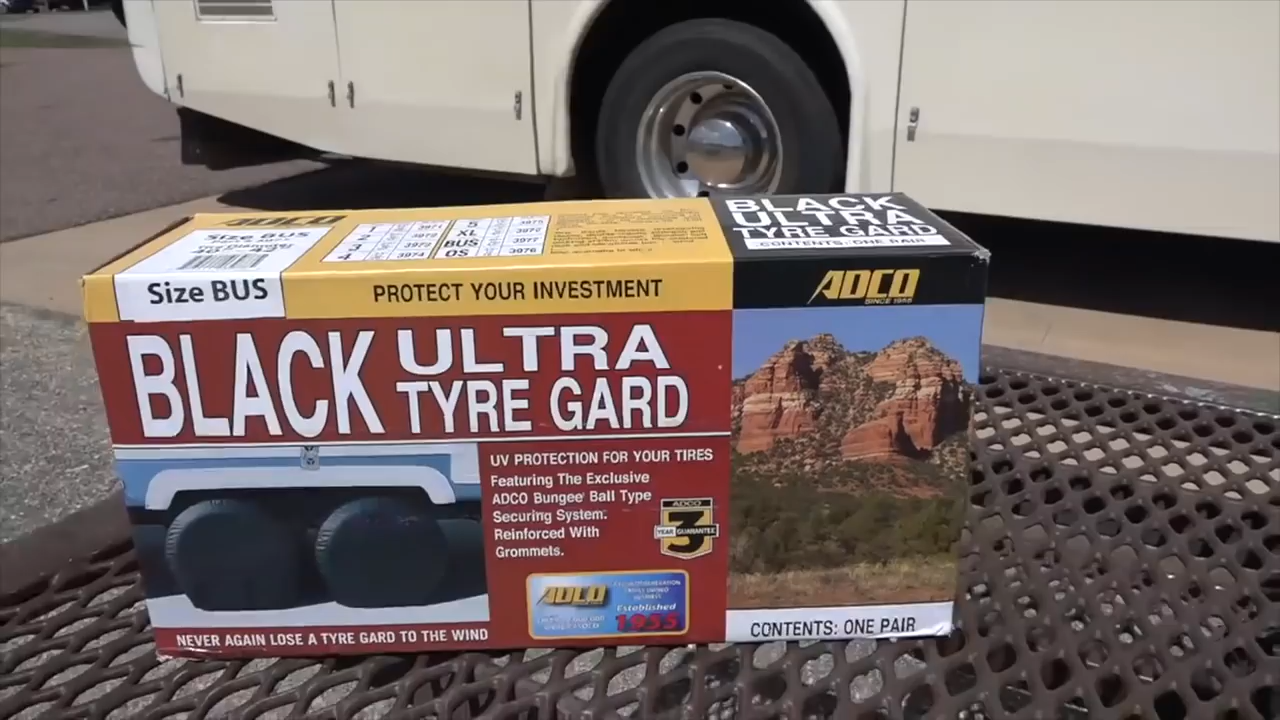 ADCO
Size BUS
1 3971 5 3975
2 3972 XL 3970
3 3973 BUS 3977
4 3974 OS 3976
BLACK
ULTRA
TYRE GARD
CONTENTS: ONE PAIR
Size BUS
PROTECT YOUR INVESTMENT
ADCO
SINCE 1955
BLACK ULTRA
TYRE GARD
UV PROTECTION FOR YOUR TIRES
Featuring The Exclusive
ADCO Bungee Ball Type
Securing System.
Reinforced With
Grommets.
ADCO
3
YEAR GUARANTEE
ADCO
Established
1955
NEVER AGAIN LOSE A TYRE GARD TO THE WIND
CONTENTS: ONE PAIR